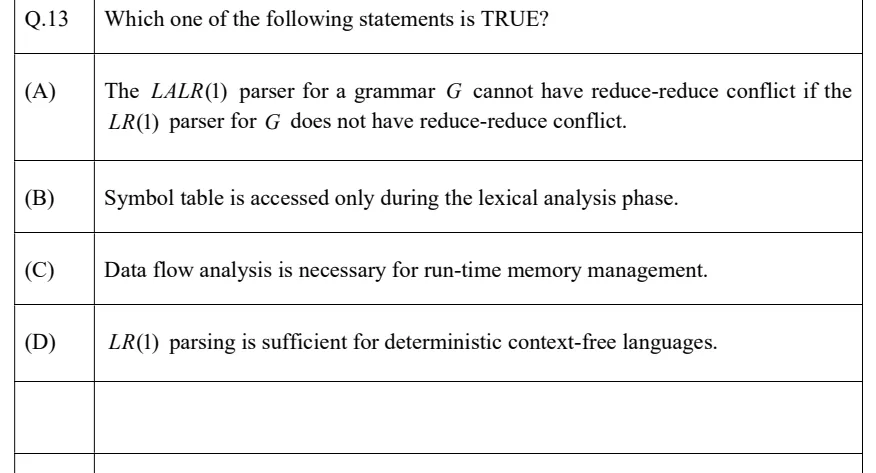 Q.13 Which one of the following statements is TRUE?
(A) The LALR(1) parser for a grammar G cannot have reduce-reduce conflict if the
LR(1) parser for G does not have reduce-reduce conflict.
(B) Symbol table is accessed only during the lexical analysis phase.
(C) Data flow analysis is necessary for run-time memory management.
(D) LR(1) parsing is sufficient for deterministic context-free languages.